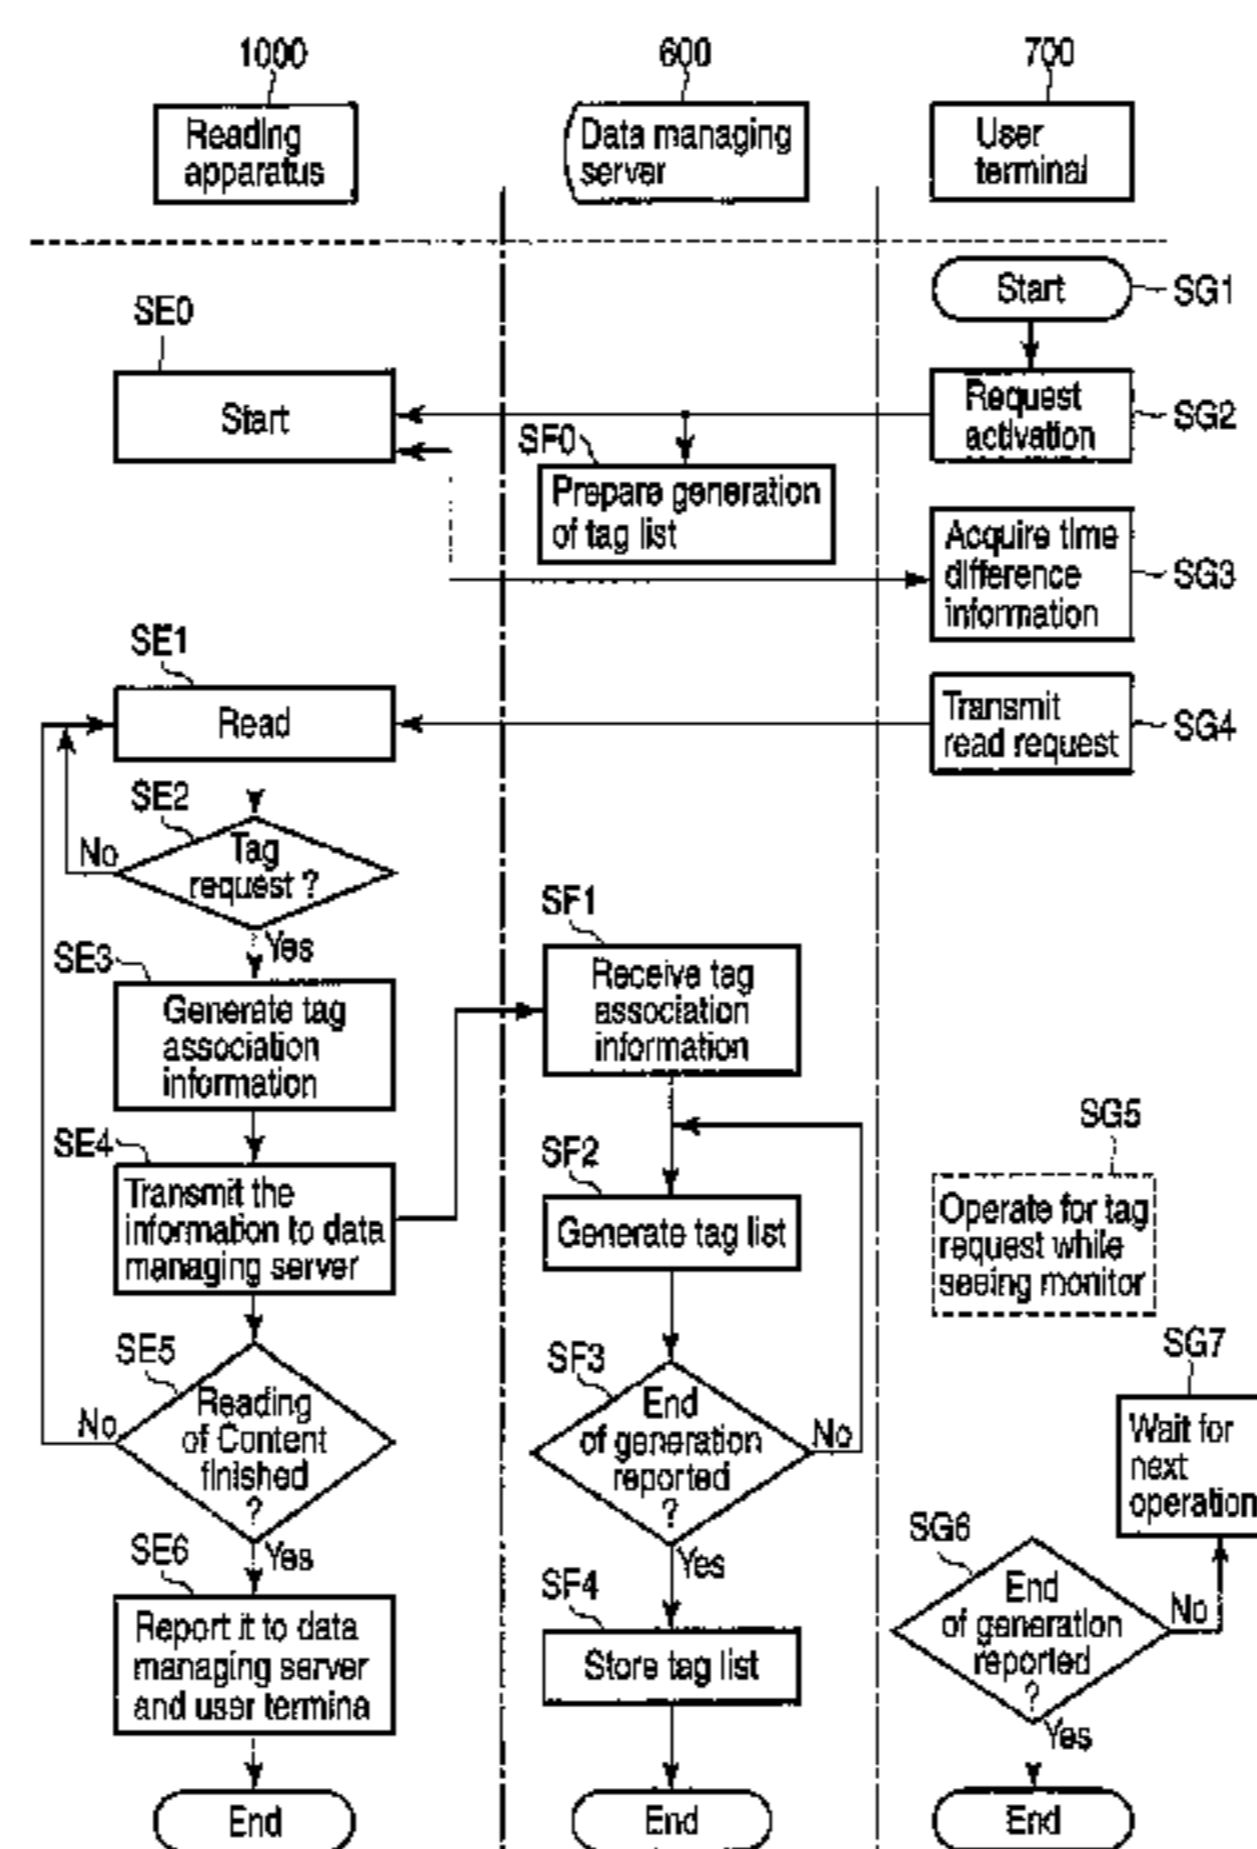 1000
600
700
Reading
apparatus
Data managing
server
User
terminal
Start
SG1
SE0
Start
Request
activation
SG2
SF0
Prepare generation
of tag list
Acquire time
difference
information
SG3
SE1
Read
Transmit
read request
SG4
SE2
Tag
request ?
No
Yes
SE3
Generate tag
association
information
SF1
Receive tag
association
information
SE4
Transmit the
information to data
managing server
SF2
Generate tag list
SG5
Operate for tag
request while
seeing monitor
SE5
Reading
of Content
finished
?
No
Yes
SF3
End
of generation
reported
?
No
Yes
SG7
Wait for
next
operation
SG6
End
of generation
reported
?
No
Yes
SE6
Report it to data
managing server
and user termina
SF4
Store tag list
End
End
End